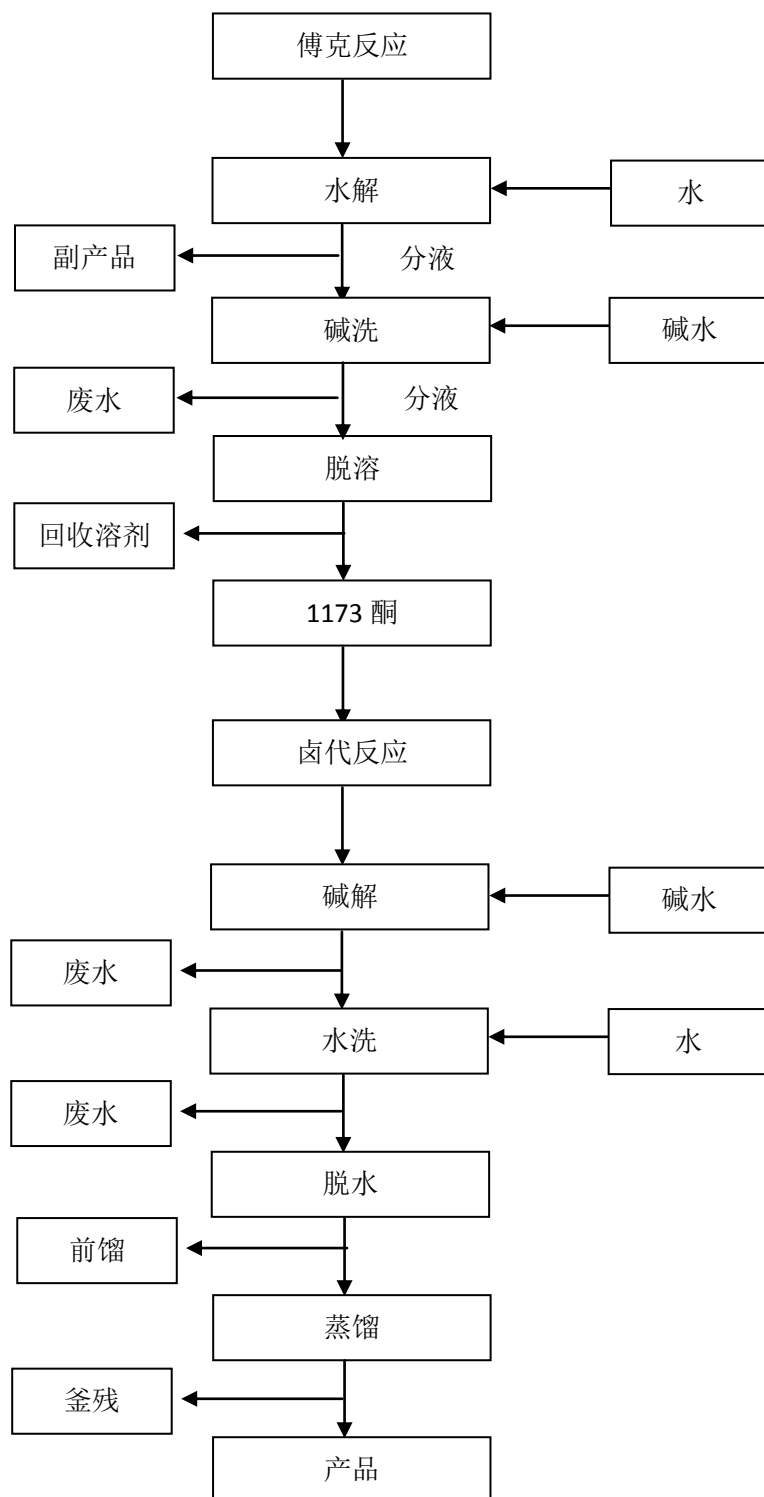 傅克反应
水解
水
副产品
分液
碱洗
碱水
废水
分液
脱溶
回收溶剂
1173 酮
卤代反应
碱解
碱水
废水
水洗
水
废水
脱水
前馏
蒸馏
釜残
产品